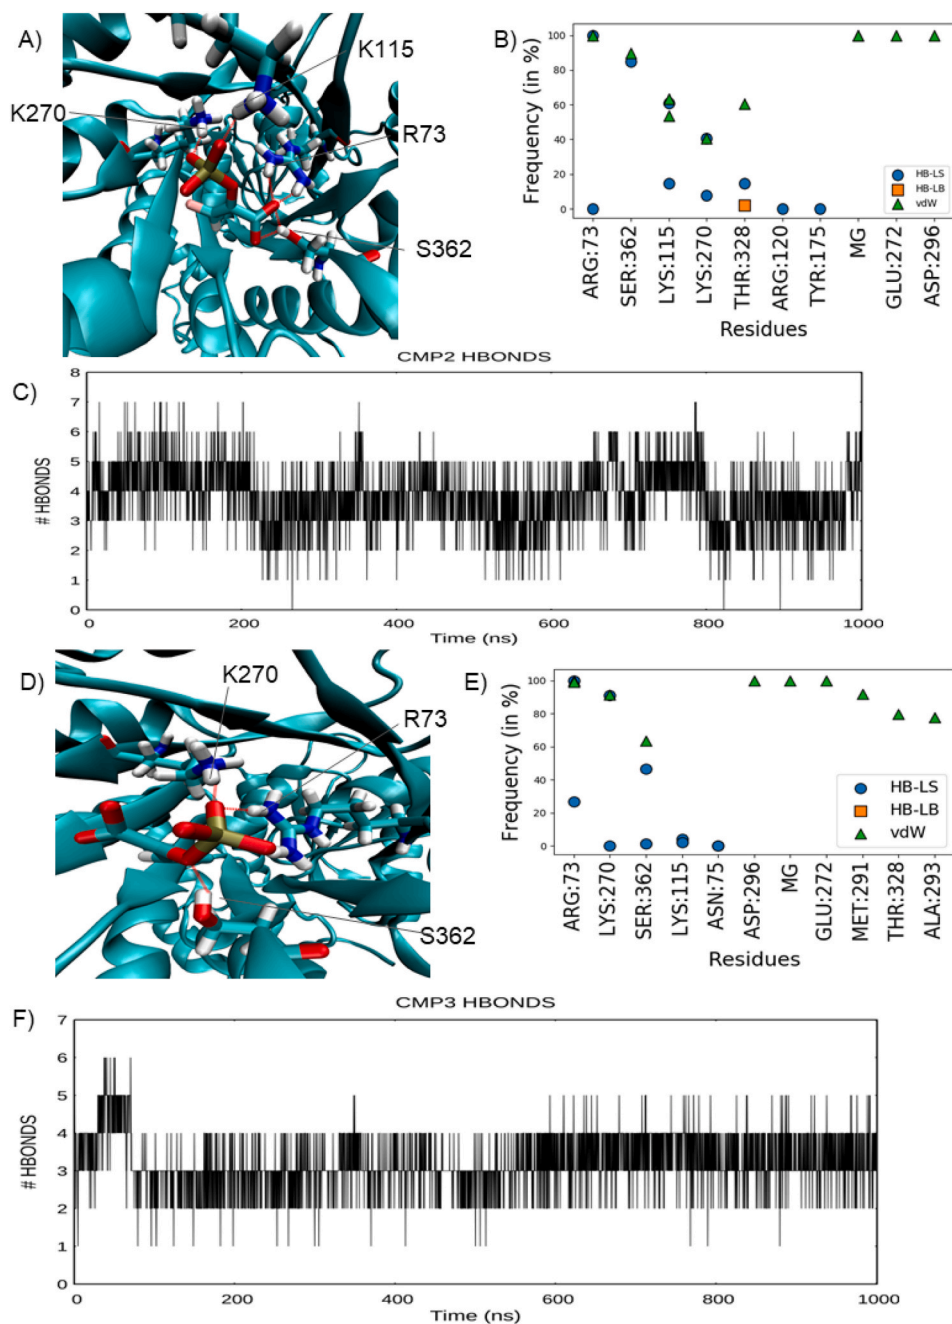 A)
K115
K270
R73
S362
B)
Frequency (in %)
100
80
60
40
20
0
HB-LS
HB-LB
vdW
ARG:73
SER:362
LYS:115
LYS:270
THR:328
ARG:120
TYR:175
MG
GLU:272
ASP:296
Residues
CMP2 HBONDS
C)
# HBONDS
8
7
6
5
4
3
2
1
0
0
200
400
600
800
1000
Time (ns)
D)
K270
R73
S362
E)
Frequency (in %)
100
80
60
40
20
0
HB-LS
HB-LB
vdW
ARG:73
LYS:270
SER:362
LYS:115
ASN:75
ASP:296
MG
GLU:272
MET:291
THR:328
ALA:293
Residues
CMP3 HBONDS
F)
# HBONDS
7
6
5
4
3
2
1
0
0
200
400
600
800
1000
Time (ns)